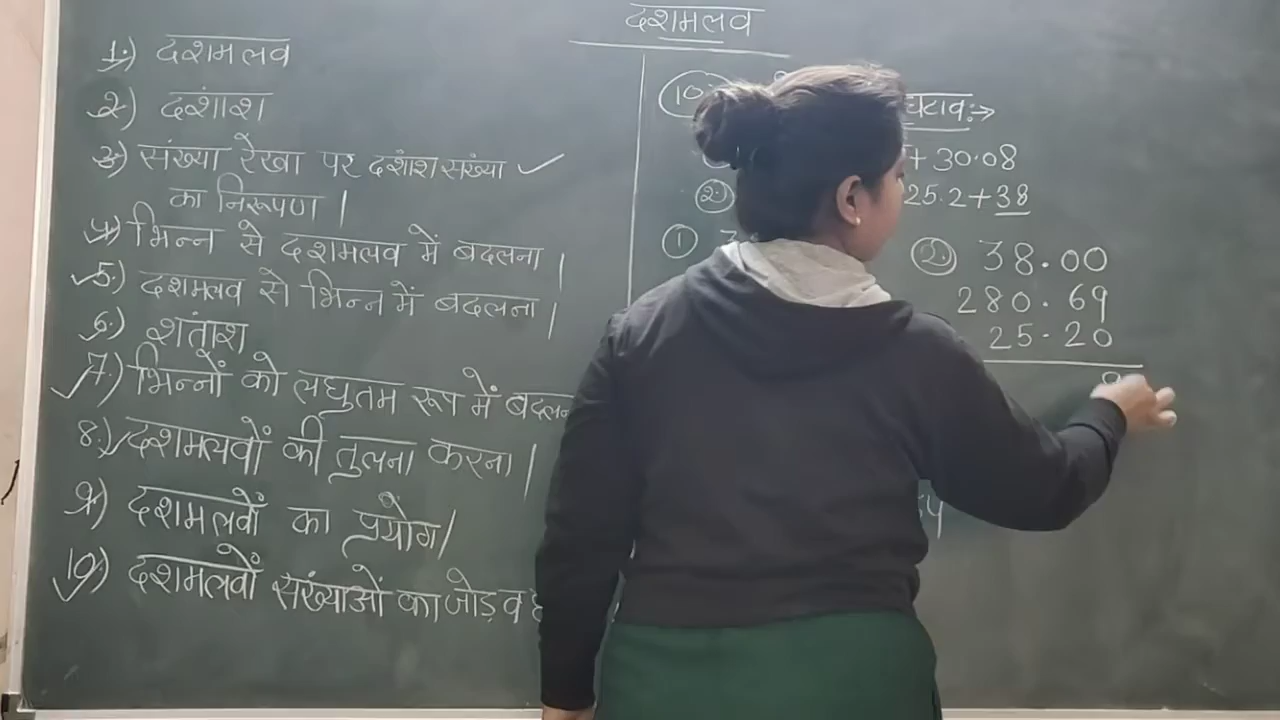 दशमलव
1.) दशमलव
2.) दशांश
3.) संख्या रेखा पर दशांश संख्या ✓
का निरूपण |
4.) भिन्न से दशमलव में बदलना |
5.) दशमलव से भिन्न में बदलना |
6.) शतांश
7.) भिन्नों को लघुतम रूप में
8.) दशमलवों की तुलना करना |
9.) दशमलवों का प्रयोग |
10.) दशमलवों संख्याओं का जोड़ व
10
घटाव:→
+ 30.08
2. 25.2+38
1
2. 38.00
280.69
25.20